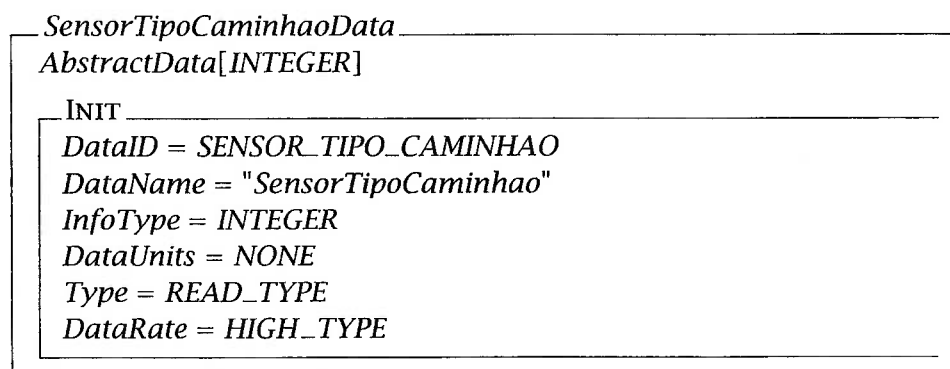 SensorTipoCaminhaoData
AbstractData[INTEGER]
INIT
DataID = SENSOR_TIPO_CAMINHAO
DataName = "SensorTipoCaminhao"
InfoType = INTEGER
DataUnits = NONE
Type = READ_TYPE
DataRate = HIGH_TYPE